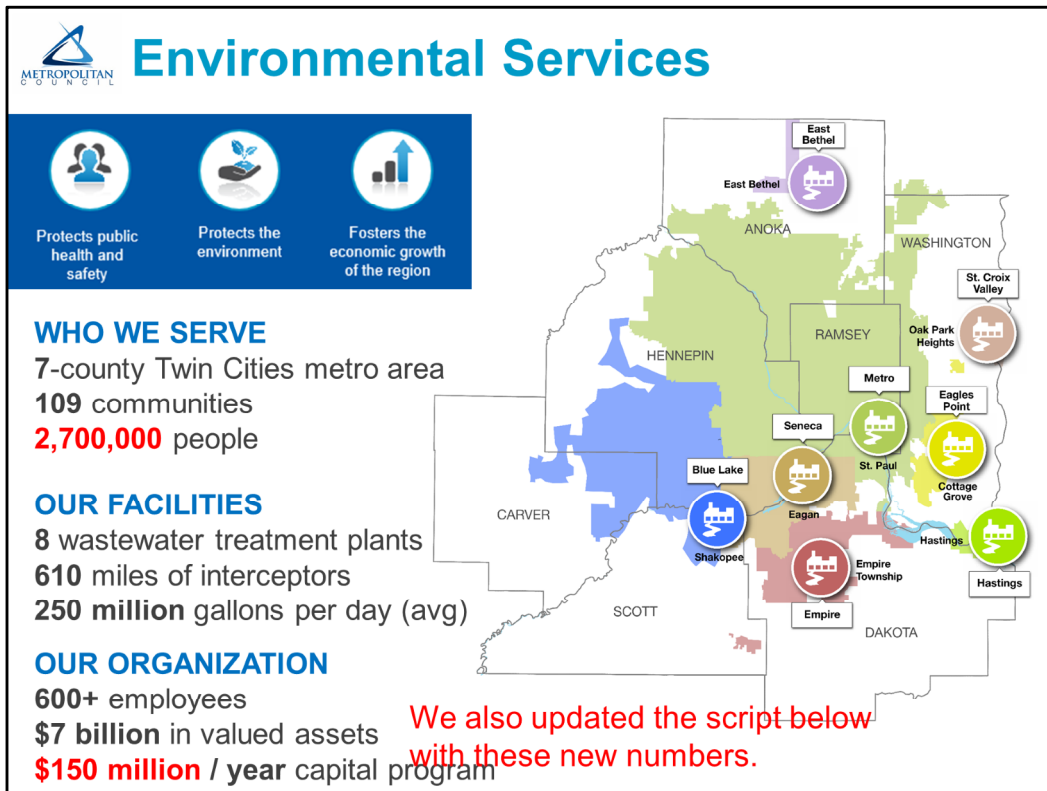 METROPOLITAN
COUNCIL
Environmental Services
Protects public
health and
safety
Protects the
environment
Fosters the
economic growth
of the region
WHO WE SERVE
7-county Twin Cities metro area
109 communities
2,700,000 people
OUR FACILITIES
8 wastewater treatment plants
610 miles of interceptors
250 million gallons per day (avg)
OUR ORGANIZATION
600+ employees
$7 billion in valued assets
$150 million / year capital program
We also updated the script below
with these new numbers.
East
Bethel
East Bethel
ANOKA
WASHINGTON
St. Croix
Valley
Oak Park
Heights
RAMSEY
HENNEPIN
Metro
Eagles
Point
Seneca
St. Paul
Blue Lake
Cottage
Grove
CARVER
Eagan
Shakopee
Hastings
Empire
Township
Hastings
SCOTT
Empire
DAKOTA